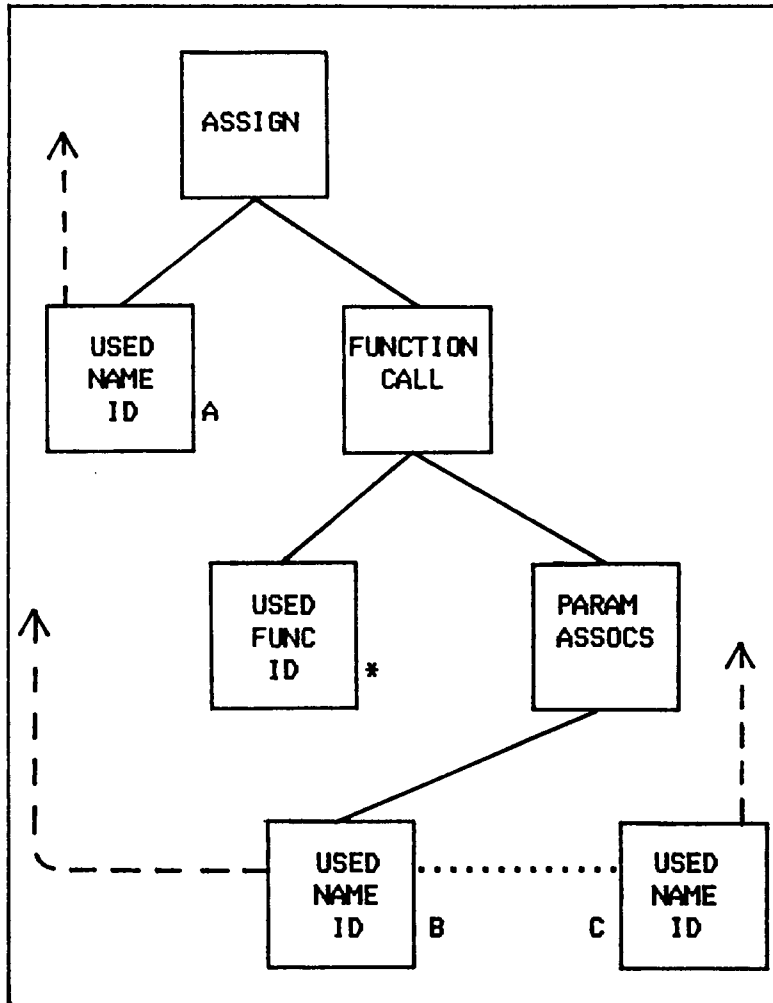 ASSIGN
USED
NAME
ID
A
FUNCTION
CALL
USED
FUNC
ID
*
PARAM
ASSOCS
USED
NAME
ID
B
C
USED
NAME
ID